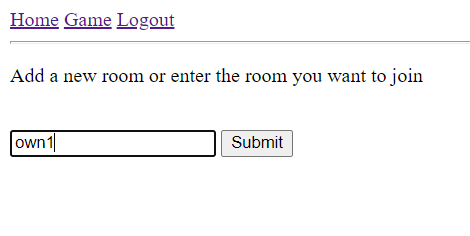 Home Game Logout
Add a new room or enter the room you want to join
own1 Submit